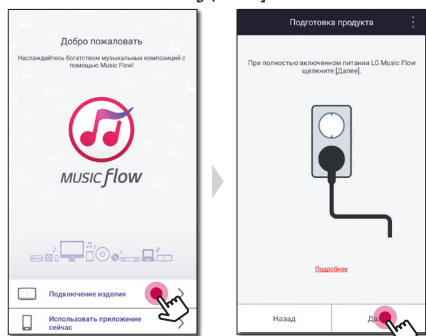 Добро пожаловать
Наслаждайтесь богатством музыкальных композиций с
помощью Music Flow!
MUSIC flow
Подключение изделия
Использовать приложение
сейчас
Подготовка продукта
При полностью включенном питании LG Music Flow
щелкните [Далее].
Подробнее
Назад